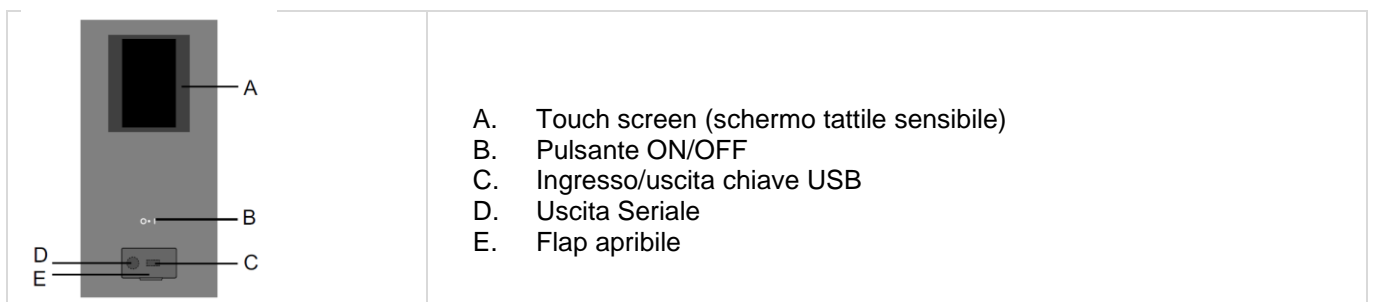 A
B
D
C
E
A. Touch screen (schermo tattile sensibile)
B. Pulsante ON/OFF
C. Ingresso/uscita chiave USB
D. Uscita Seriale
E. Flap apribile